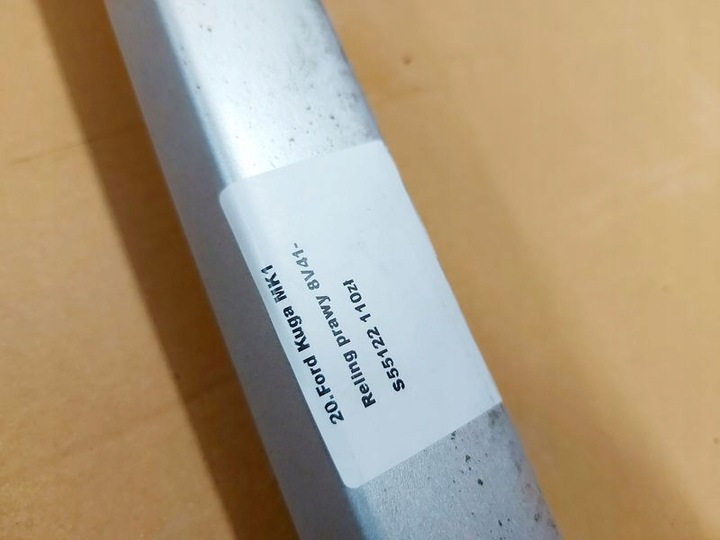 20.Ford Kuga MK1
Reling prawy 8V41-
S55122 110zł